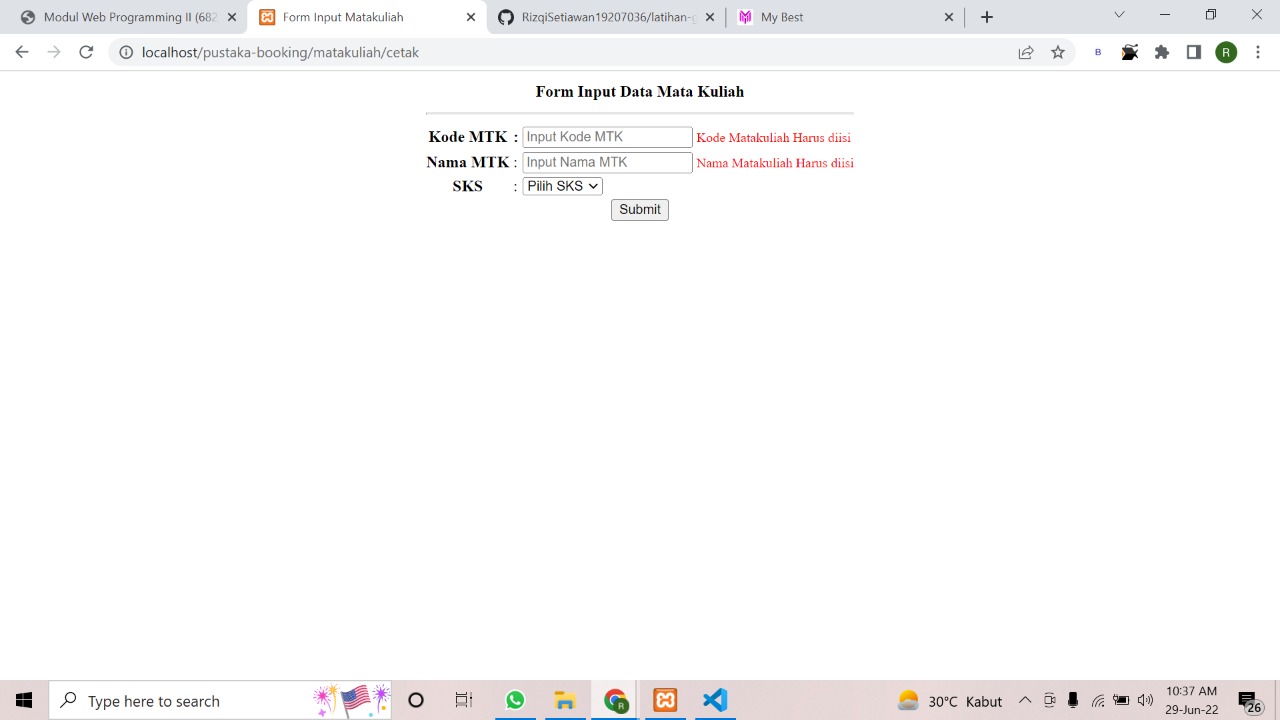 Modul Web Programming II (682
Form Input Matakuliah
RizqiSetiawan19207036/latihan-g
My Best
localhost/pustaka-booking/matakuliah/cetak
B
R
Form Input Data Mata Kuliah
Kode MTK : Input Kode MTK Kode Matakuliah Harus diisi
Nama MTK : Input Nama MTK Nama Matakuliah Harus diisi
SKS : Pilih SKS
Submit
Type here to search
R
30°C Kabut
10:37 AM
29-Jun-22
26